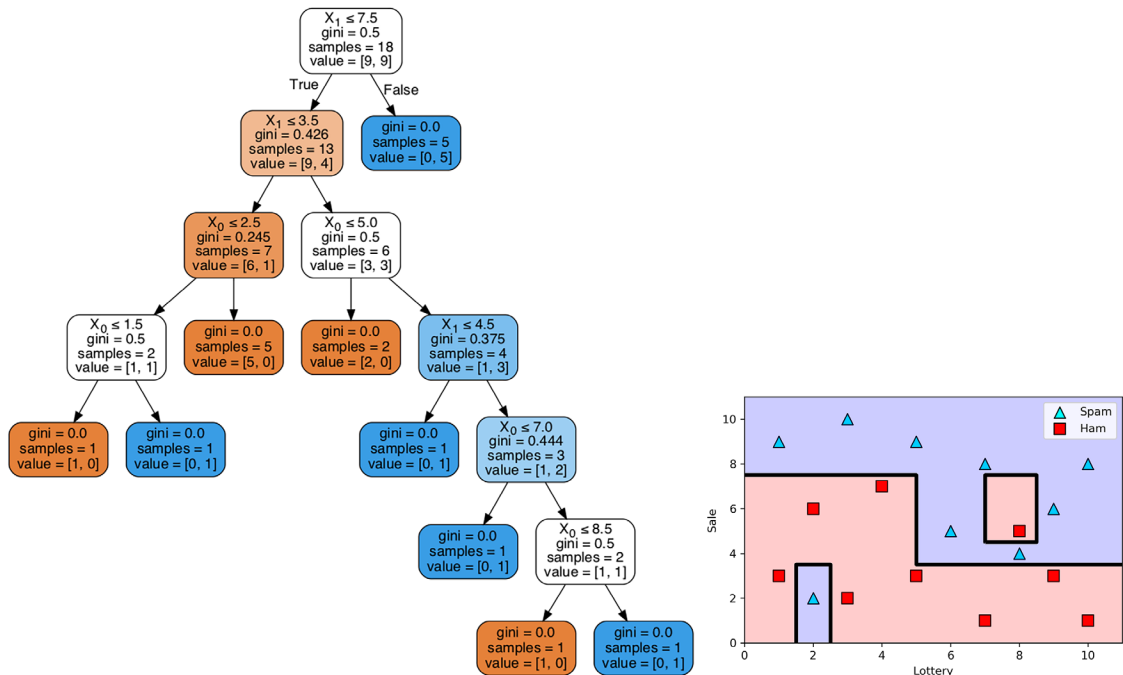 X₁ ≤ 7.5
gini = 0.5
samples = 18
value = [9, 9]
True
False
X₁ ≤ 3.5
gini = 0.426
samples = 13
value = [9, 4]
gini = 0.0
samples = 5
value = [0, 5]
X₀ ≤ 2.5
gini = 0.245
samples = 7
value = [6, 1]
X₀ ≤ 5.0
gini = 0.5
samples = 6
value = [3, 3]
X₀ ≤ 1.5
gini = 0.5
samples = 2
value = [1, 1]
gini = 0.0
samples = 5
value = [5, 0]
gini = 0.0
samples = 2
value = [2, 0]
X₁ ≤ 4.5
gini = 0.375
samples = 4
value = [1, 3]
gini = 0.0
samples = 1
value = [1, 0]
gini = 0.0
samples = 1
value = [0, 1]
gini = 0.0
samples = 1
value = [0, 1]
X₀ ≤ 7.0
gini = 0.444
samples = 3
value = [1, 2]
gini = 0.0
samples = 1
value = [0, 1]
X₀ ≤ 8.5
gini = 0.5
samples = 2
value = [1, 1]
gini = 0.0
samples = 1
value = [1, 0]
gini = 0.0
samples = 1
value = [0, 1]
Spam
Ham
10
8
6
4
2
0
Sale
0 2 4 6 8 10
Lottery